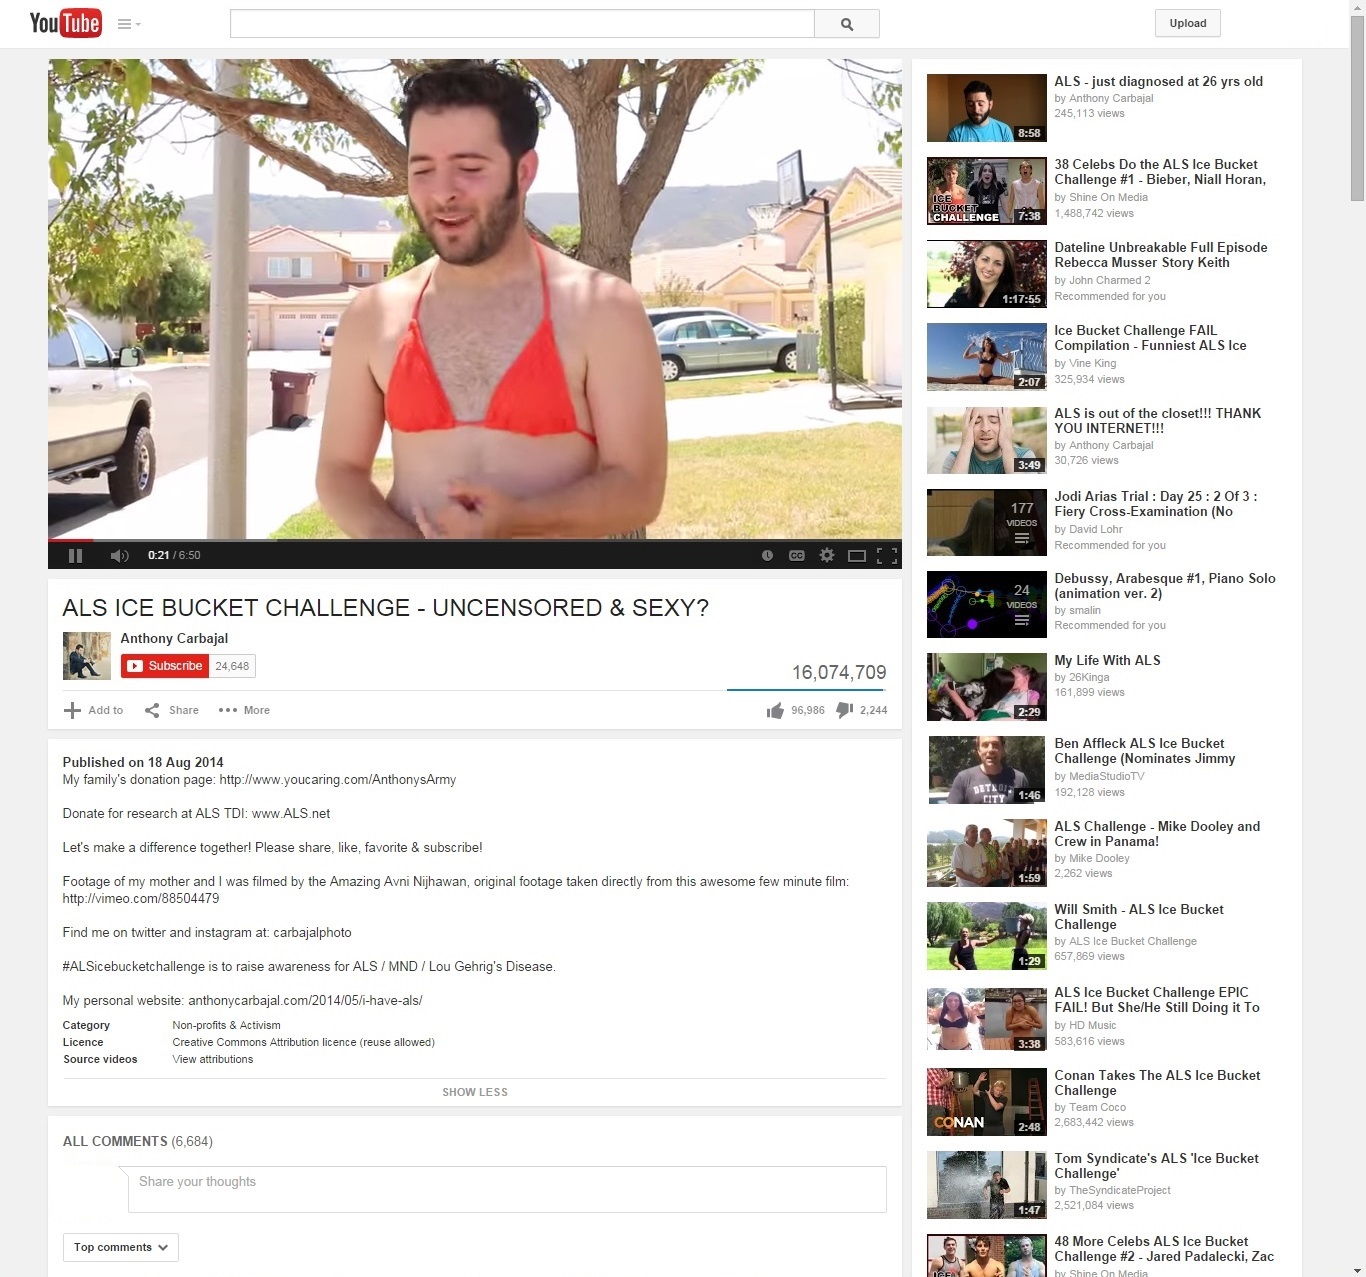 YouTube
Upload
0:21 / 6:50
CC
ALS ICE BUCKET CHALLENGE - UNCENSORED & SEXY?
Anthony Carbajal
Subscribe 24,648
16,074,709
Add to Share More 96,986 2,244
Published on 18 Aug 2014
My family's donation page: http://www.youcaring.com/AnthonysArmy
Donate for research at ALS TDI: www.ALS.net
Let's make a difference together! Please share, like, favorite & subscribe!
Footage of my mother and I was filmed by the Amazing Avni Nijhawan, original footage taken directly from this awesome few minute film:
http://vimeo.com/88504479
Find me on twitter and instagram at: carbajalphoto
#ALSicebucketchallenge is to raise awareness for ALS / MND / Lou Gehrig's Disease.
My personal website: anthonycarbajal.com/2014/05/i-have-als/
Category Non-profits & Activism
Licence Creative Commons Attribution licence (reuse allowed)
Source videos View attributions
SHOW LESS
ALL COMMENTS (6,684)
Share your thoughts
Top comments
ALS - just diagnosed at 26 yrs old
by Anthony Carbajal
245,113 views
8:58
38 Celebs Do the ALS Ice Bucket
Challenge #1 - Bieber, Niall Horan,
by Shine On Media
1,488,742 views
ICE
BUCKET
CHALLENGE
7:38
Dateline Unbreakable Full Episode
Rebecca Musser Story Keith
by John Charmed 2
Recommended for you
1:17:55
Ice Bucket Challenge FAIL
Compilation - Funniest ALS Ice
by Vine King
325,934 views
2:07
ALS is out of the closet!!! THANK
YOU INTERNET!!!
by Anthony Carbajal
30,726 views
3:49
Jodi Arias Trial : Day 25 : 2 Of 3 :
Fiery Cross-Examination (No
by David Lohr
Recommended for you
177
VIDEOS
Debussy, Arabesque #1, Piano Solo
(animation ver. 2)
by smalin
Recommended for you
24
VIDEOS
My Life With ALS
by 26Kinga
161,899 views
2:29
Ben Affleck ALS Ice Bucket
Challenge (Nominates Jimmy
by MediaStudioTV
192,128 views
DETROIT
CITY
1:46
ALS Challenge - Mike Dooley and
Crew in Panama!
by Mike Dooley
2,262 views
1:59
Will Smith - ALS Ice Bucket
Challenge
by ALS Ice Bucket Challenge
657,869 views
1:29
ALS Ice Bucket Challenge EPIC
FAIL! But She/He Still Doing it To
by HD Music
583,616 views
3:38
Conan Takes The ALS Ice Bucket
Challenge
by Team Coco
2,683,442 views
CONAN
2:48
Tom Syndicate's ALS 'Ice Bucket
Challenge'
by TheSyndicateProject
2,521,084 views
1:47
48 More Celebs ALS Ice Bucket
Challenge #2 - Jared Padalecki, Zac
by Shine On Media
ICE